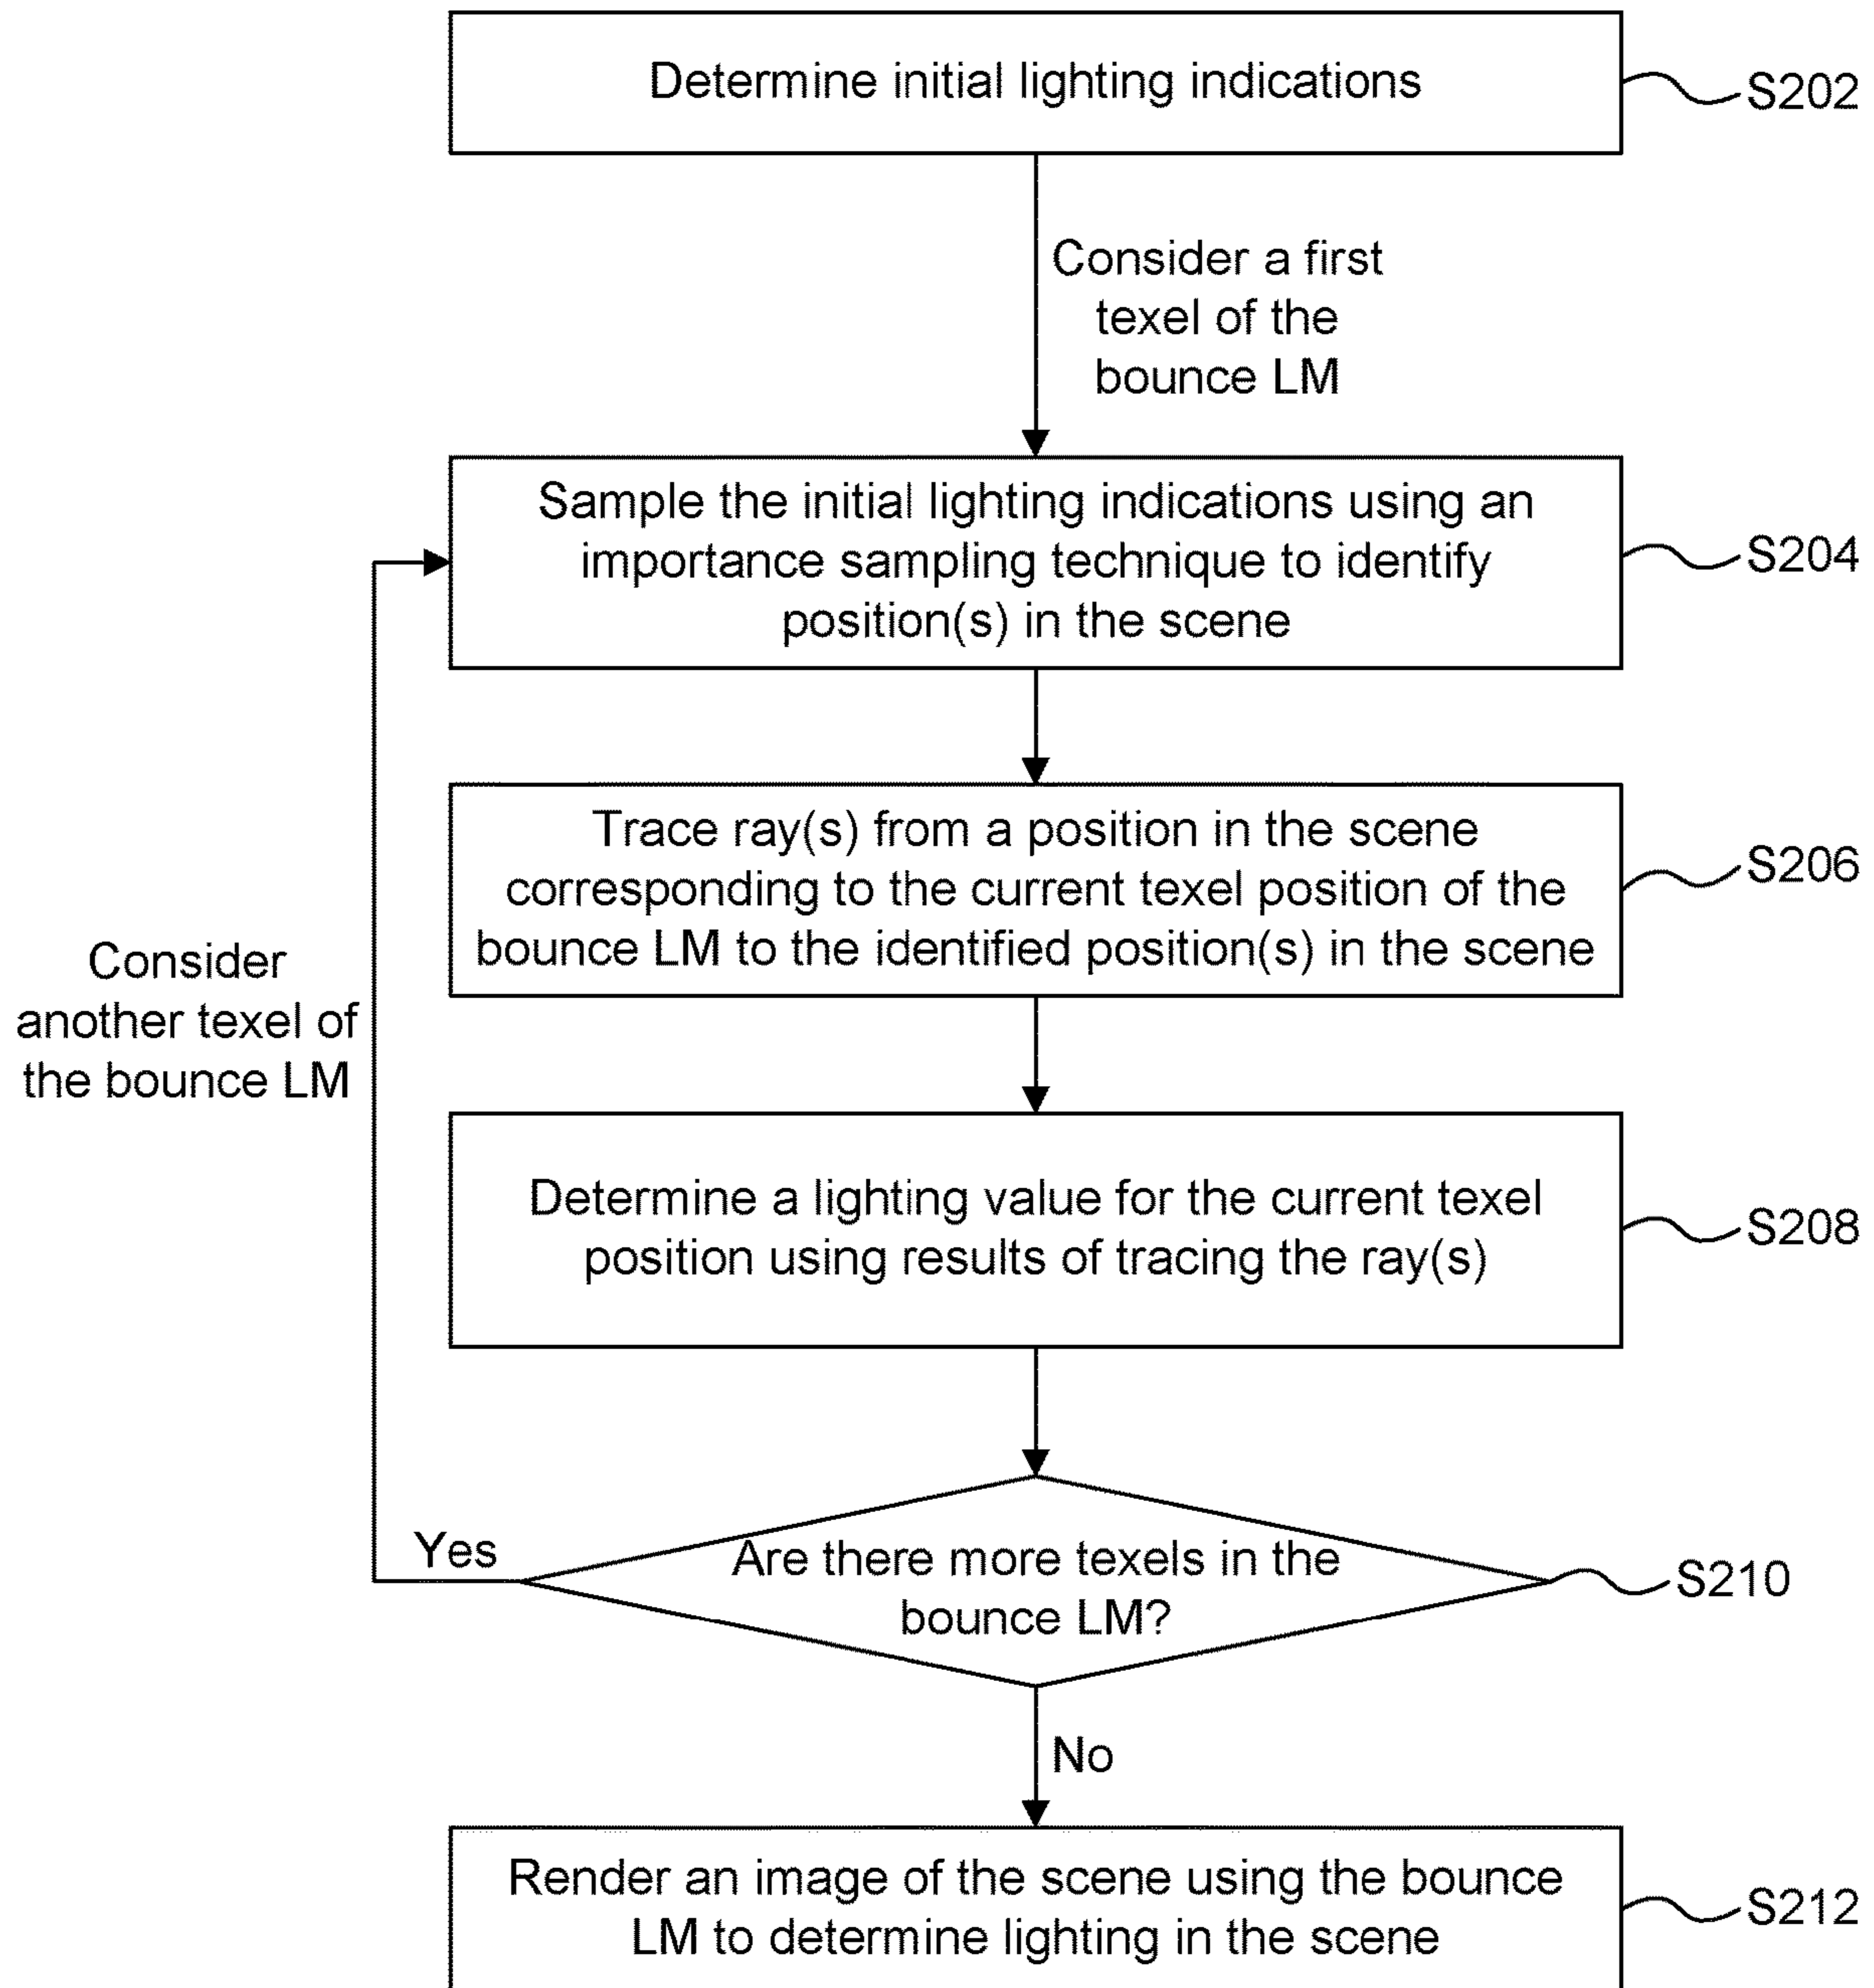 Determine initial lighting indications
S202
Consider a first
texel of the
bounce LM
Sample the initial lighting indications using an
importance sampling technique to identify
position(s) in the scene
S204
Trace ray(s) from a position in the scene
corresponding to the current texel position of the
bounce LM to the identified position(s) in the scene
S206
Consider
another texel of
the bounce LM
Determine a lighting value for the current texel
position using results of tracing the ray(s)
S208
Yes
Are there more texels in the
bounce LM?
S210
No
Render an image of the scene using the bounce
LM to determine lighting in the scene
S212